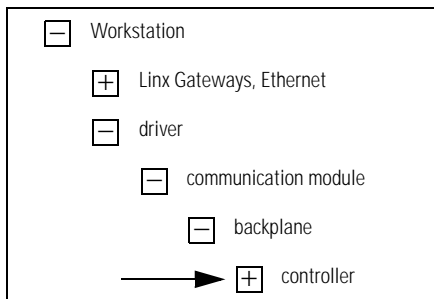 Workstation
Linx Gateways, Ethernet
driver
communication module
backplane
controller